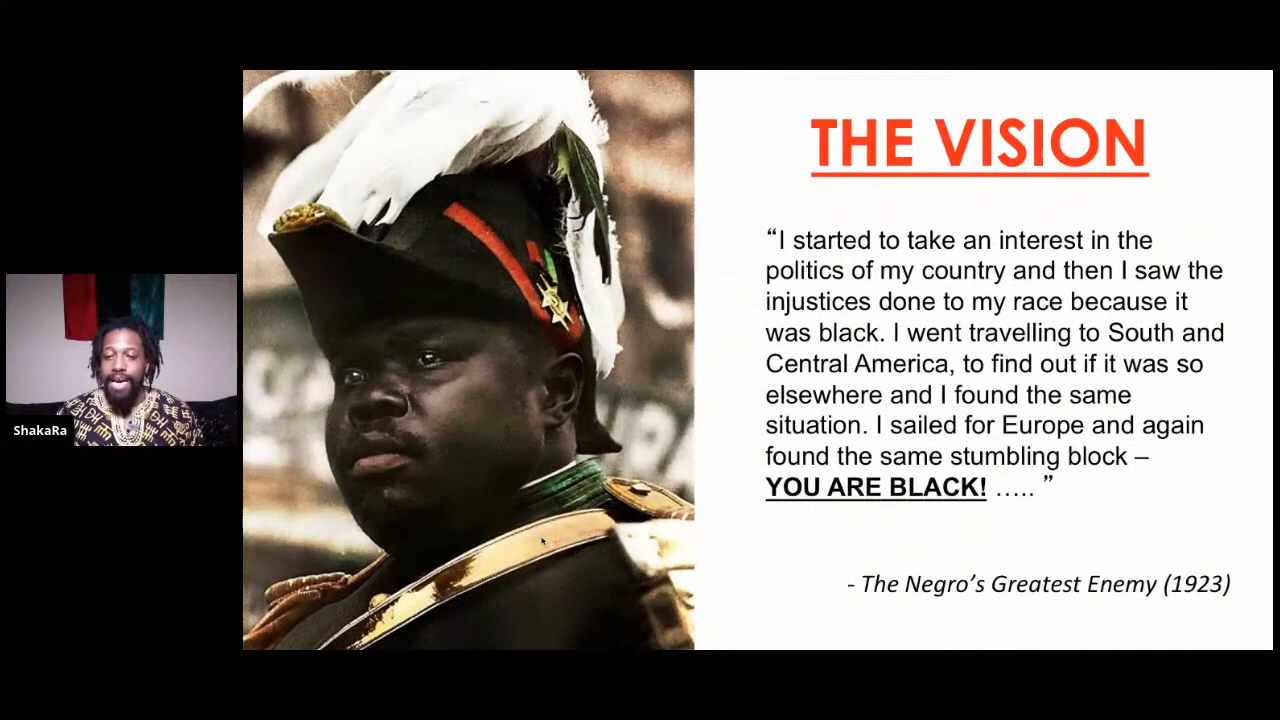 THE VISION
“I started to take an interest in the
politics of my country and then I saw the
injustices done to my race because it
was black. I went travelling to South and
Central America, to find out if it was so
elsewhere and I found the same
situation. I sailed for Europe and again
found the same stumbling block –
YOU ARE BLACK! ….. ”
- The Negro’s Greatest Enemy (1923)
ShakaRa